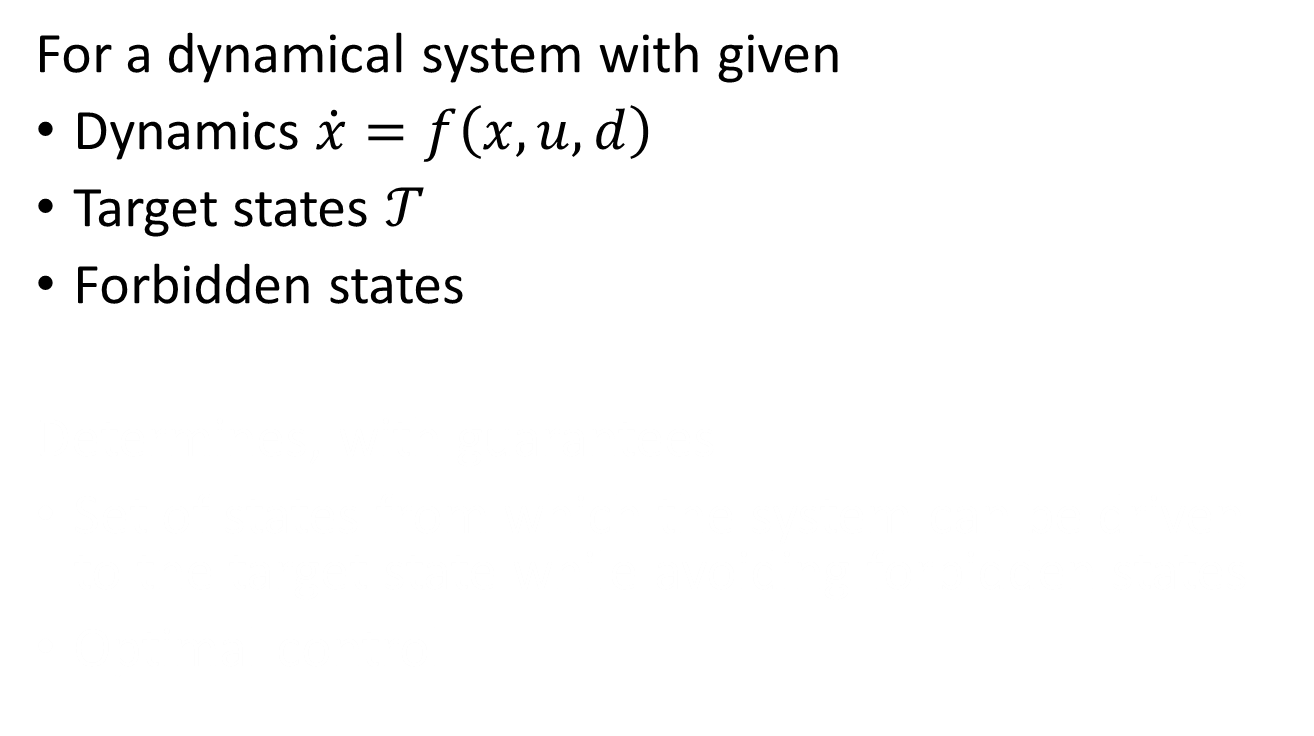 For a dynamical system with given
• Dynamics ẋ = f(x, u, d)
• Target states 𝒯
• Forbidden states